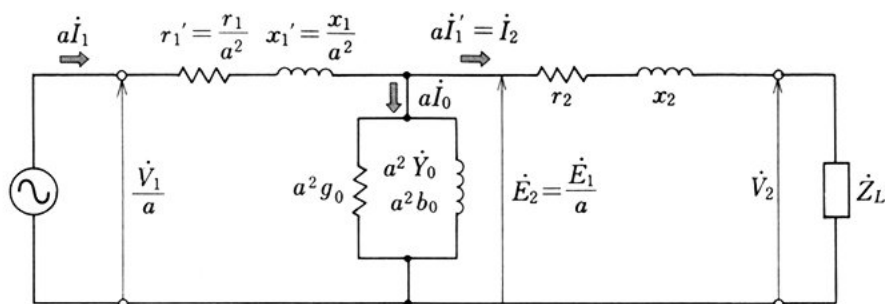 aİ₁
r₁′ = r₁/a²
x₁′ = x₁/a²
aİ₁′ = İ₂
r₂
x₂
aİ₀
V̇₁/a
a²g₀
a²Ẏ₀
a²b₀
Ė₂ = Ė₁/a
V̇₂
Ż_L